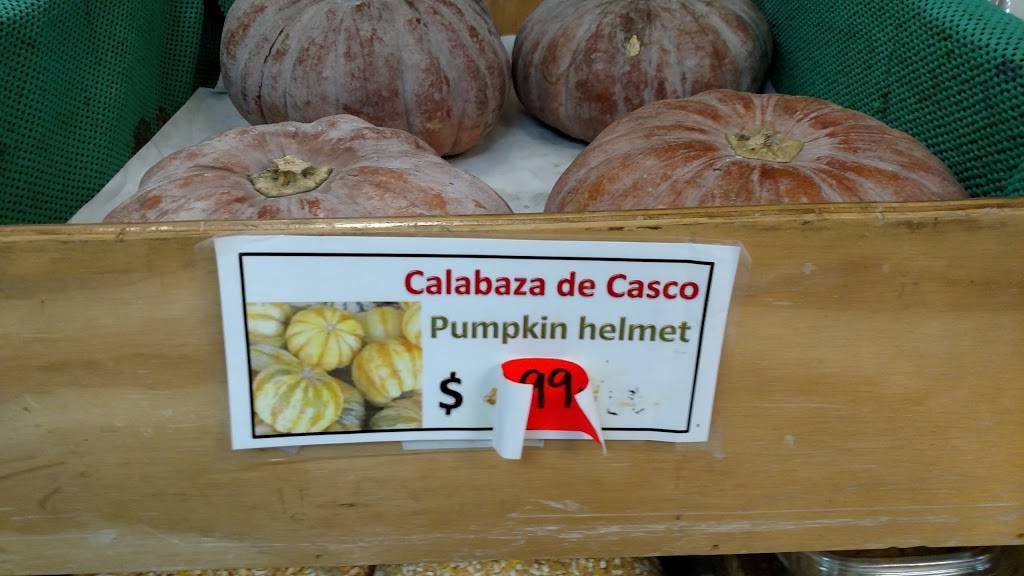 Calabaza de Casco
Pumpkin helmet
$ 99